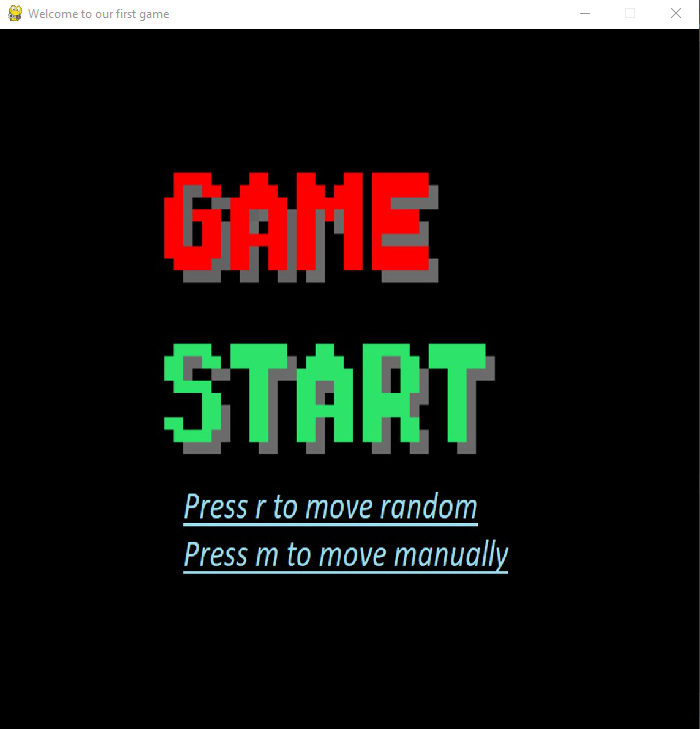 Welcome to our first game
GAME
START
Press r to move random
Press m to move manually